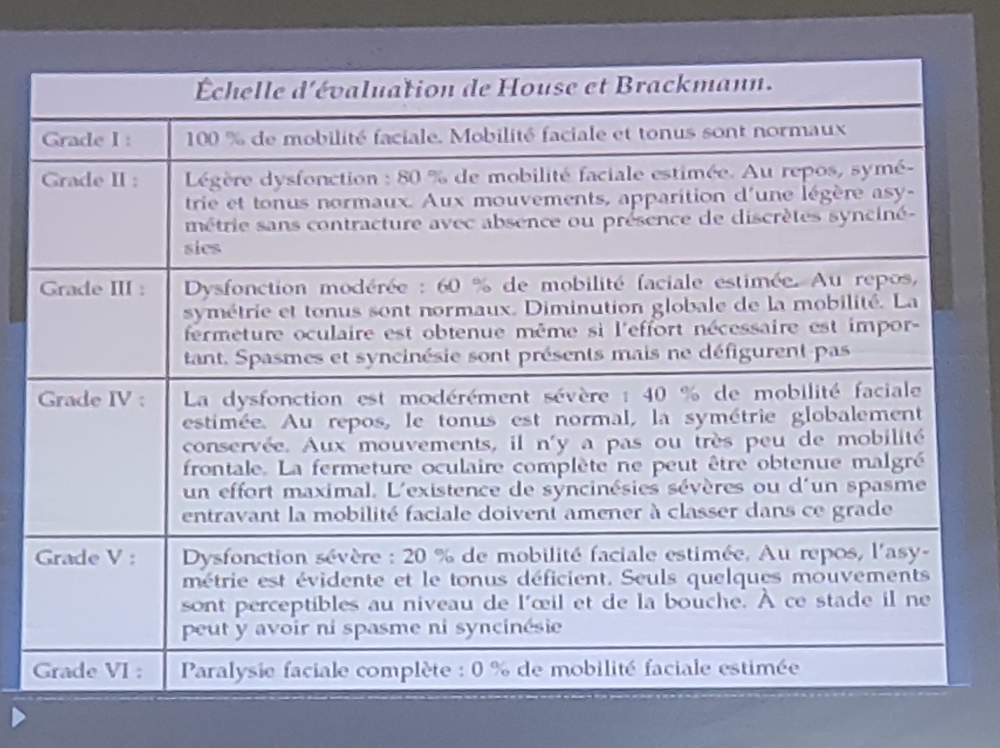 Échelle d'évaluation de House et Brackmann.
Grade I : 100 % de mobilité faciale. Mobilité faciale et tonus sont normaux
Grade II : Légère dysfonction : 80 % de mobilité faciale estimée. Au repos, symé-
trie et tonus normaux. Aux mouvements, apparition d'une légère asy-
métrie sans contracture avec absence ou présence de discrètes synciné-
sies
Grade III : Dysfonction modérée : 60 % de mobilité faciale estimée. Au repos,
symétrie et tonus sont normaux. Diminution globale de la mobilité. La
fermeture oculaire est obtenue même si l'effort nécessaire est impor-
tant. Spasmes et syncinésie sont présents mais ne défigurent pas
Grade IV : La dysfonction est modérément sévère : 40 % de mobilité faciale
estimée. Au repos, le tonus est normal, la symétrie globalement
conservée. Aux mouvements, il n'y a pas ou très peu de mobilité
frontale. La fermeture oculaire complète ne peut être obtenue malgré
un effort maximal. L'existence de syncinésies sévères ou d'un spasme
entravant la mobilité faciale doivent amener à classer dans ce grade
Grade V : Dysfonction sévère : 20 % de mobilité faciale estimée. Au repos, l'asy-
métrie est évidente et le tonus déficient. Seuls quelques mouvements
sont perceptibles au niveau de l'œil et de la bouche. À ce stade il ne
peut y avoir ni spasme ni syncinésie
Grade VI : Paralysie faciale complète : 0 % de mobilité faciale estimée